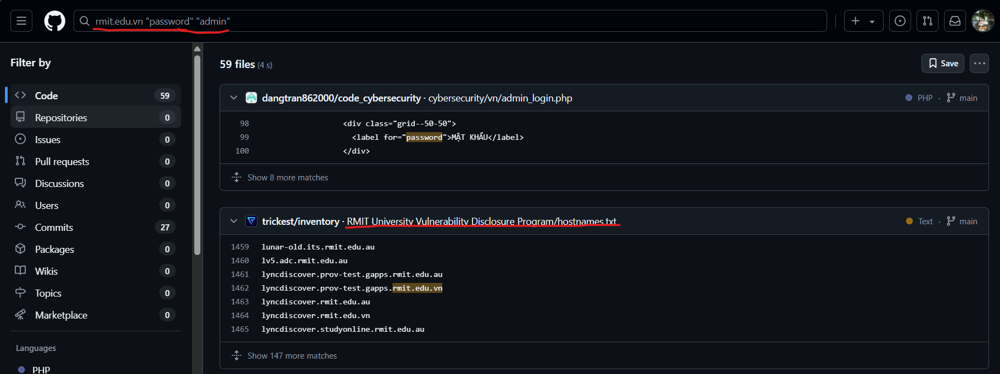 rmit.edu.vn "password" "admin"
Filter by
Code 59
Repositories 0
Issues 0
Pull requests 0
Discussions 0
Users 0
Commits 27
Packages 0
Wikis 0
Topics 0
Marketplace 0
Languages
PHP
59 files (4 s)
Save
dangtran862000/code_cybersecurity · cybersecurity/vn/admin_login.php
PHP · main
98 <div class="grid--50-50">
99 <label for="password">MẬT KHẨU</label>
100 </div>
Show 8 more matches
trickest/inventory · RMIT University Vulnerability Disclosure Program/hostnames.txt
Text · main
1459 lunar-old.its.rmit.edu.au
1460 lv5.adc.rmit.edu.au
1461 lyncdiscover.prov-test.gapps.rmit.edu.au
1462 lyncdiscover.prov-test.gapps.rmit.edu.vn
1463 lyncdiscover.rmit.edu.au
1464 lyncdiscover.rmit.edu.vn
1465 lyncdiscover.studyonline.rmit.edu.au
Show 147 more matches